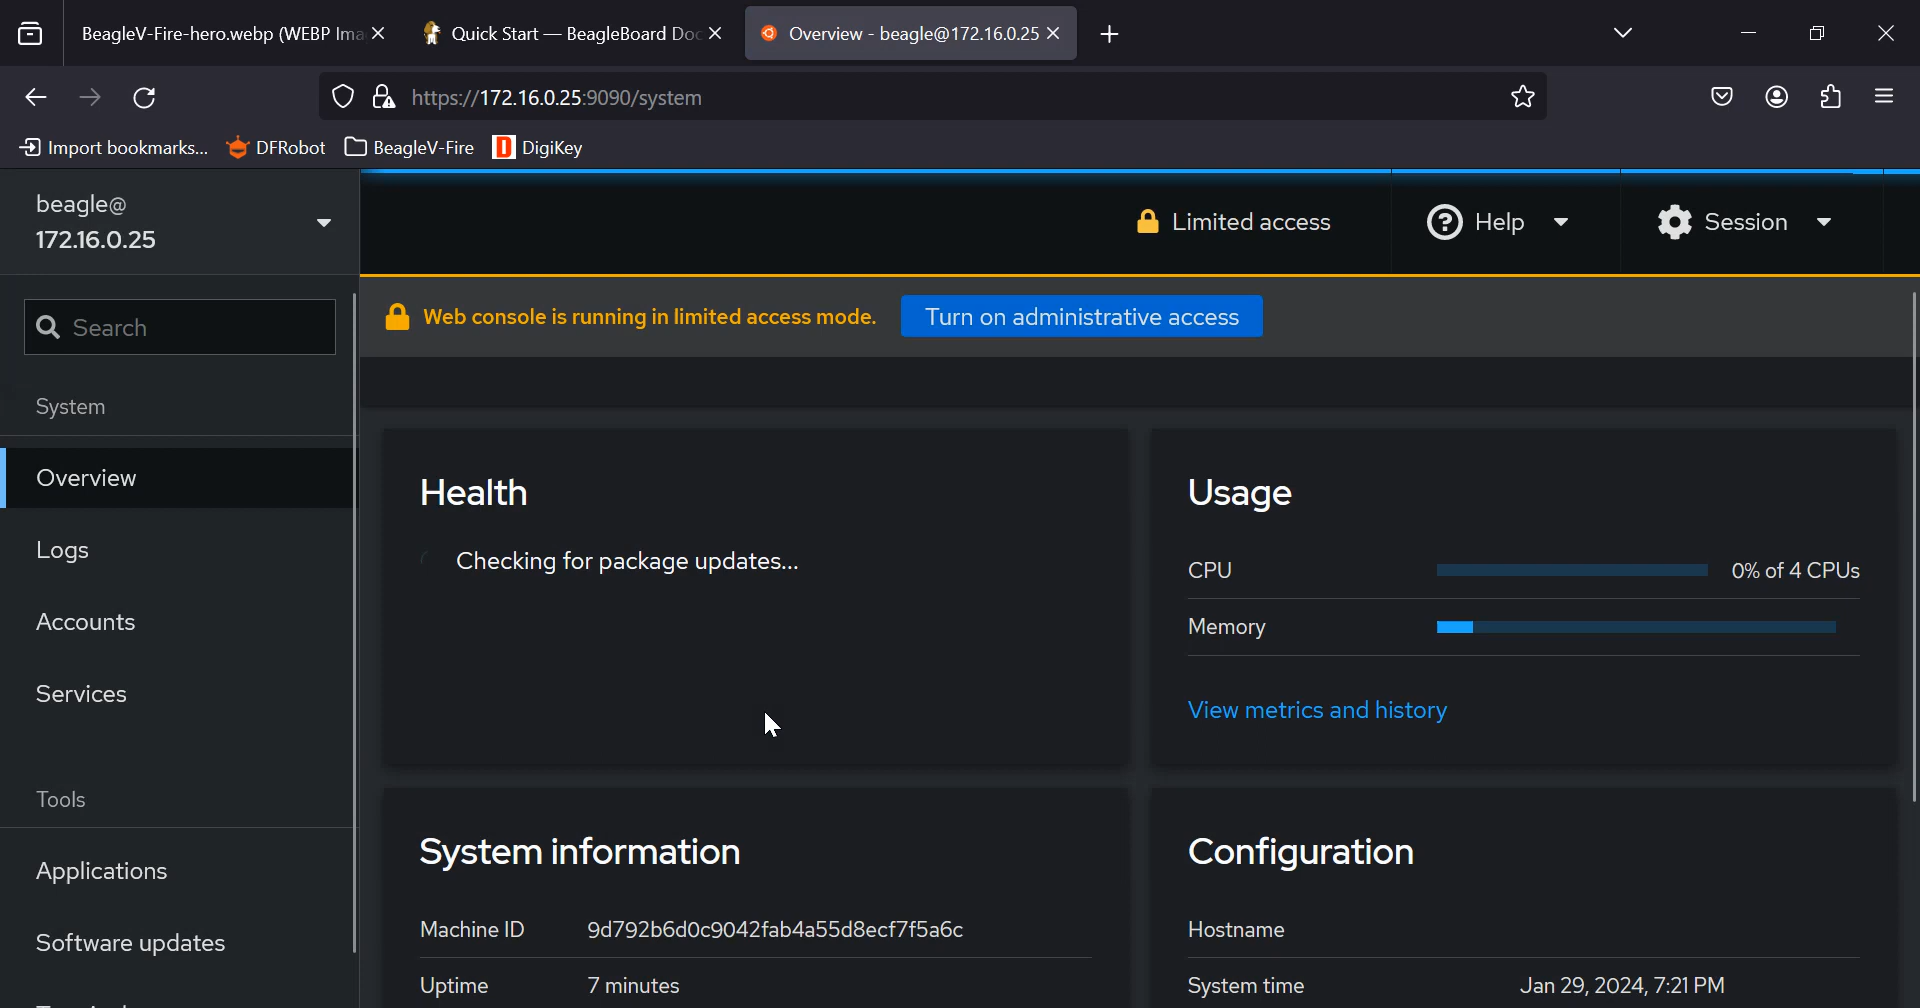 BeagleV-Fire-hero.webp (WEBP Ima
Quick Start — BeagleBoard Doc
Overview - beagle@172.16.0.25
https://172.16.0.25:9090/system
Import bookmarks...
DFRobot
BeagleV-Fire
D
DigiKey
beagle@
172.16.0.25
Limited access
? Help
Session
Web console is running in limited access mode.
Turn on administrative access
Search
System
Overview
Logs
Accounts
Services
Tools
Applications
Software updates
Health
Checking for package updates...
Usage
CPU 0% of 4 CPUs
Memory
View metrics and history
System information
Machine ID 9d792b6d0c9042fab4a55d8ecf7f5a6c
Uptime 7 minutes
Configuration
Hostname
System time Jan 29, 2024, 7:21 PM